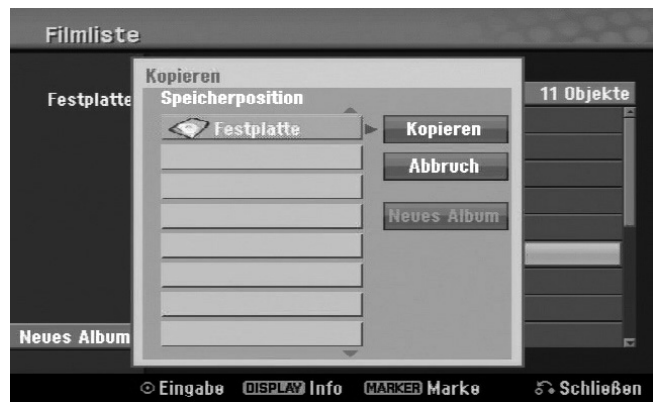 Filmliste
Kopieren
Festplatte
Speicherposition
11 Objekte
Festplatte
Kopieren
Abbruch
Neues Album
Neues Album
Eingabe DISPLAY Info MARKER Marke Schließen